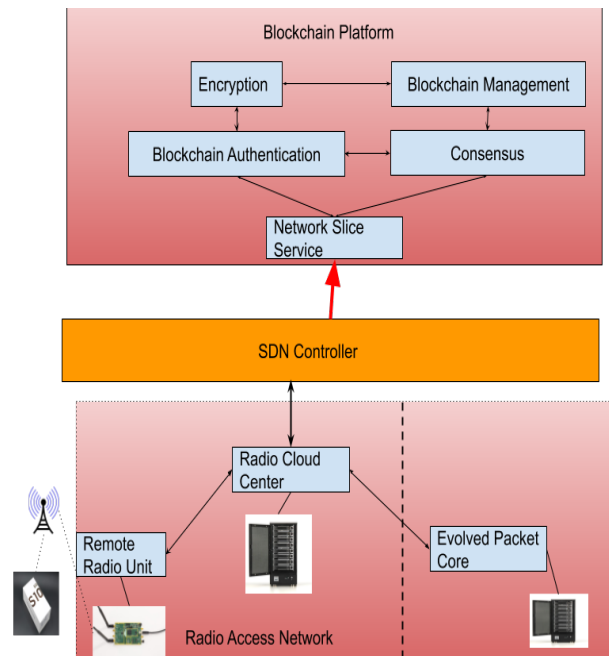 Blockchain Platform
Encryption
Blockchain Management
Blockchain Authentication
Consensus
Network Slice
Service
SDN Controller
Radio Cloud
Center
Remote
Radio Unit
Evolved Packet
Core
S10
Radio Access Network